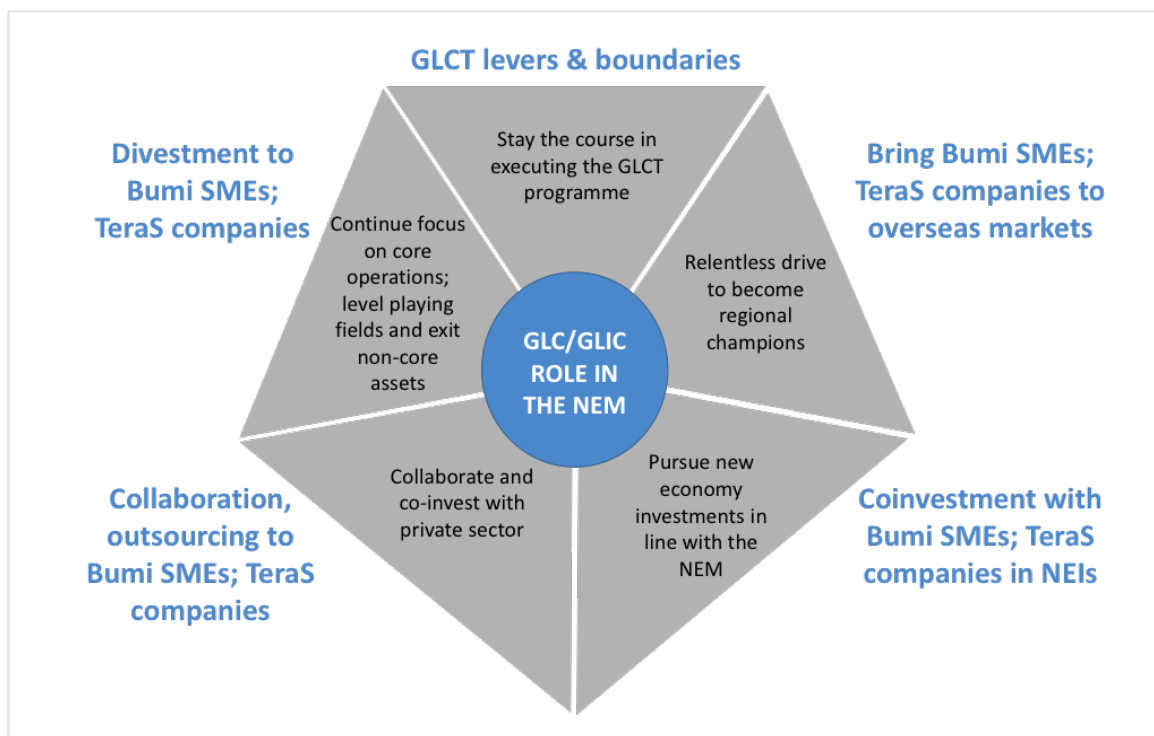 GLCT levers & boundaries
Stay the course in
executing the GLCT
programme
Divestment to
Bumi SMEs;
TeraS companies
Continue focus
on core
operations;
level playing
fields and exit
non-core
assets
Bring Bumi SMEs;
TeraS companies to
overseas markets
Relentless drive
to become
regional
champions
GLC/GLIC
ROLE IN
THE NEM
Collaboration,
outsourcing to
Bumi SMEs; TeraS
companies
Collaborate and
co-invest with
private sector
Pursue new
economy
investments in
line with the
NEM
Coinvestment with
Bumi SMEs; TeraS
companies in NEIs